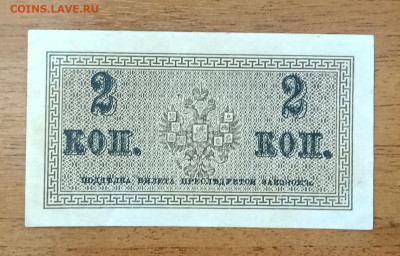 COINS.LAVE.RU
2 2
КОП. КОП.
ПОДДѢЛКА БИЛЕТА ПРЕСЛѢДУЕТСЯ ЗАКОНОМЪ.